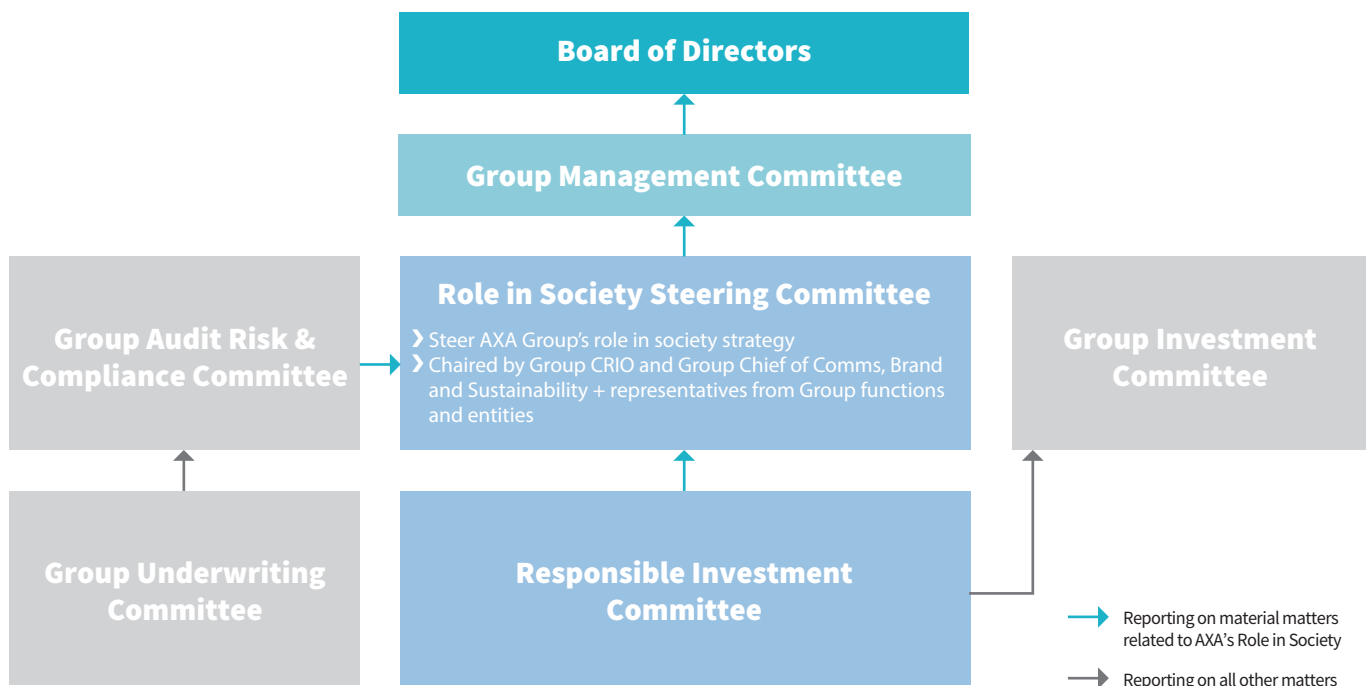 Board of Directors
Group Management Committee
Group Audit Risk &
Compliance Committee
Role in Society Steering Committee
❯ Steer AXA Group’s role in society strategy
❯ Chaired by Group CRIO and Group Chief of Comms, Brand
and Sustainability + representatives from Group functions
and entities
Group Investment
Committee
Group Underwriting
Committee
Responsible Investment
Committee
Reporting on material matters
related to AXA’s Role in Society
Reporting on all other matters